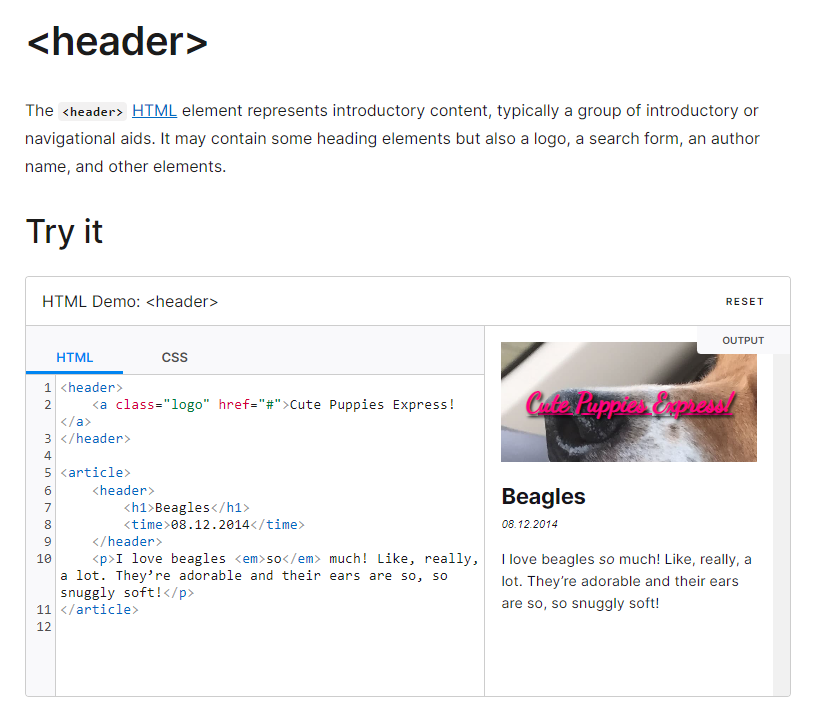 <header>
The <header> HTML element represents introductory content, typically a group of introductory or
navigational aids. It may contain some heading elements but also a logo, a search form, an author
name, and other elements.
Try it
HTML Demo: <header>
RESET
HTML
CSS
1 <header>
2     <a class="logo" href="#">Cute Puppies Express!
</a>
3 </header>
4
5 <article>
6     <header>
7         <h1>Beagles</h1>
8         <time>08.12.2014</time>
9     </header>
10     <p>I love beagles <em>so</em> much! Like, really,
a lot. They’re adorable and their ears are so, so
snuggly soft!</p>
11 </article>
12
OUTPUT
Cute Puppies Express!
Beagles
08.12.2014
I love beagles so much! Like, really, a
lot. They’re adorable and their ears
are so, so snuggly soft!